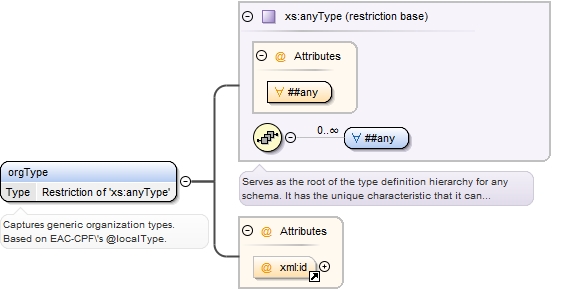 xs:anyType (restriction base)
@ Attributes
∀ ##any
0..∞
∀ ##any
orgType
Type Restriction of 'xs:anyType'
Serves as the root of the type definition hierarchy for any
schema. It has the unique characteristic that it can...
Captures generic organization types.
Based on EAC-CPF\'s @localType.
@ Attributes
@ xml:id